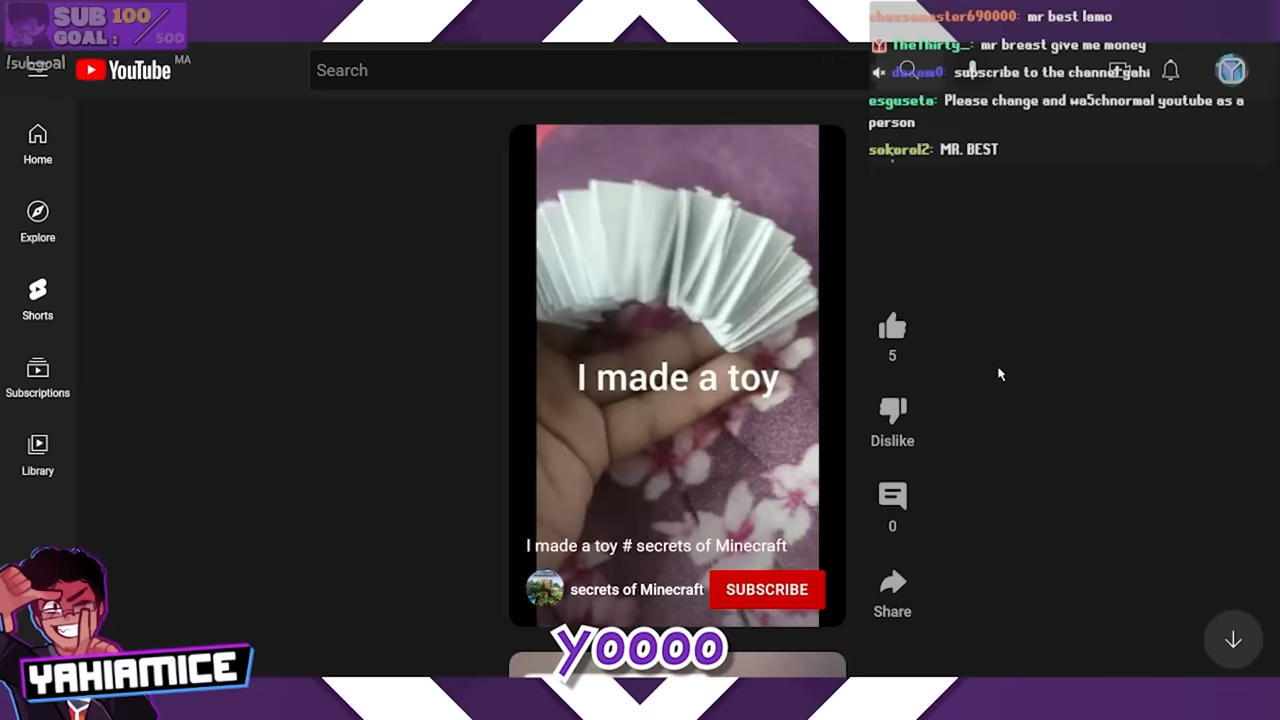 SUB 100/
GOAL : 500
!subgoal
YouTube MA
Search
cheesemaster690000: mr best lamo
TheThirty_: mr breast give me money
subscribe to the channel yahi
esguseta: Please change and wa5chnormal youtube as a
person
sokorol2: MR. BEST
Home
Explore
Shorts
Subscriptions
Library
I made a toy
5
Dislike
0
Share
I made a toy # secrets of Minecraft
secrets of Minecraft
SUBSCRIBE
YOOOO
YAHIAMICE